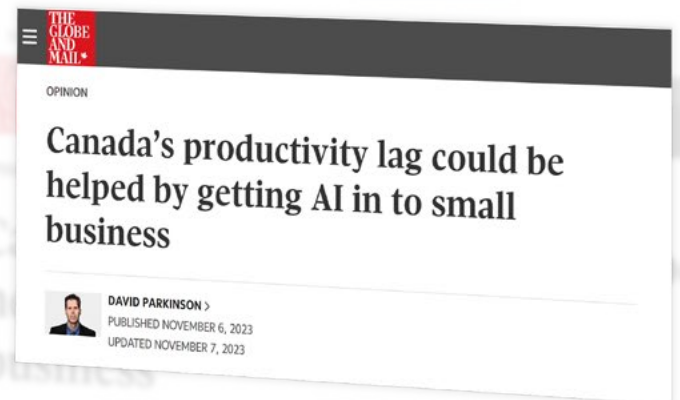 THE
GLOBE
AND
MAIL
OPINION
Canada's productivity lag could be
helped by getting AI in to small
business
DAVID PARKINSON >
PUBLISHED NOVEMBER 6, 2023
UPDATED NOVEMBER 7, 2023